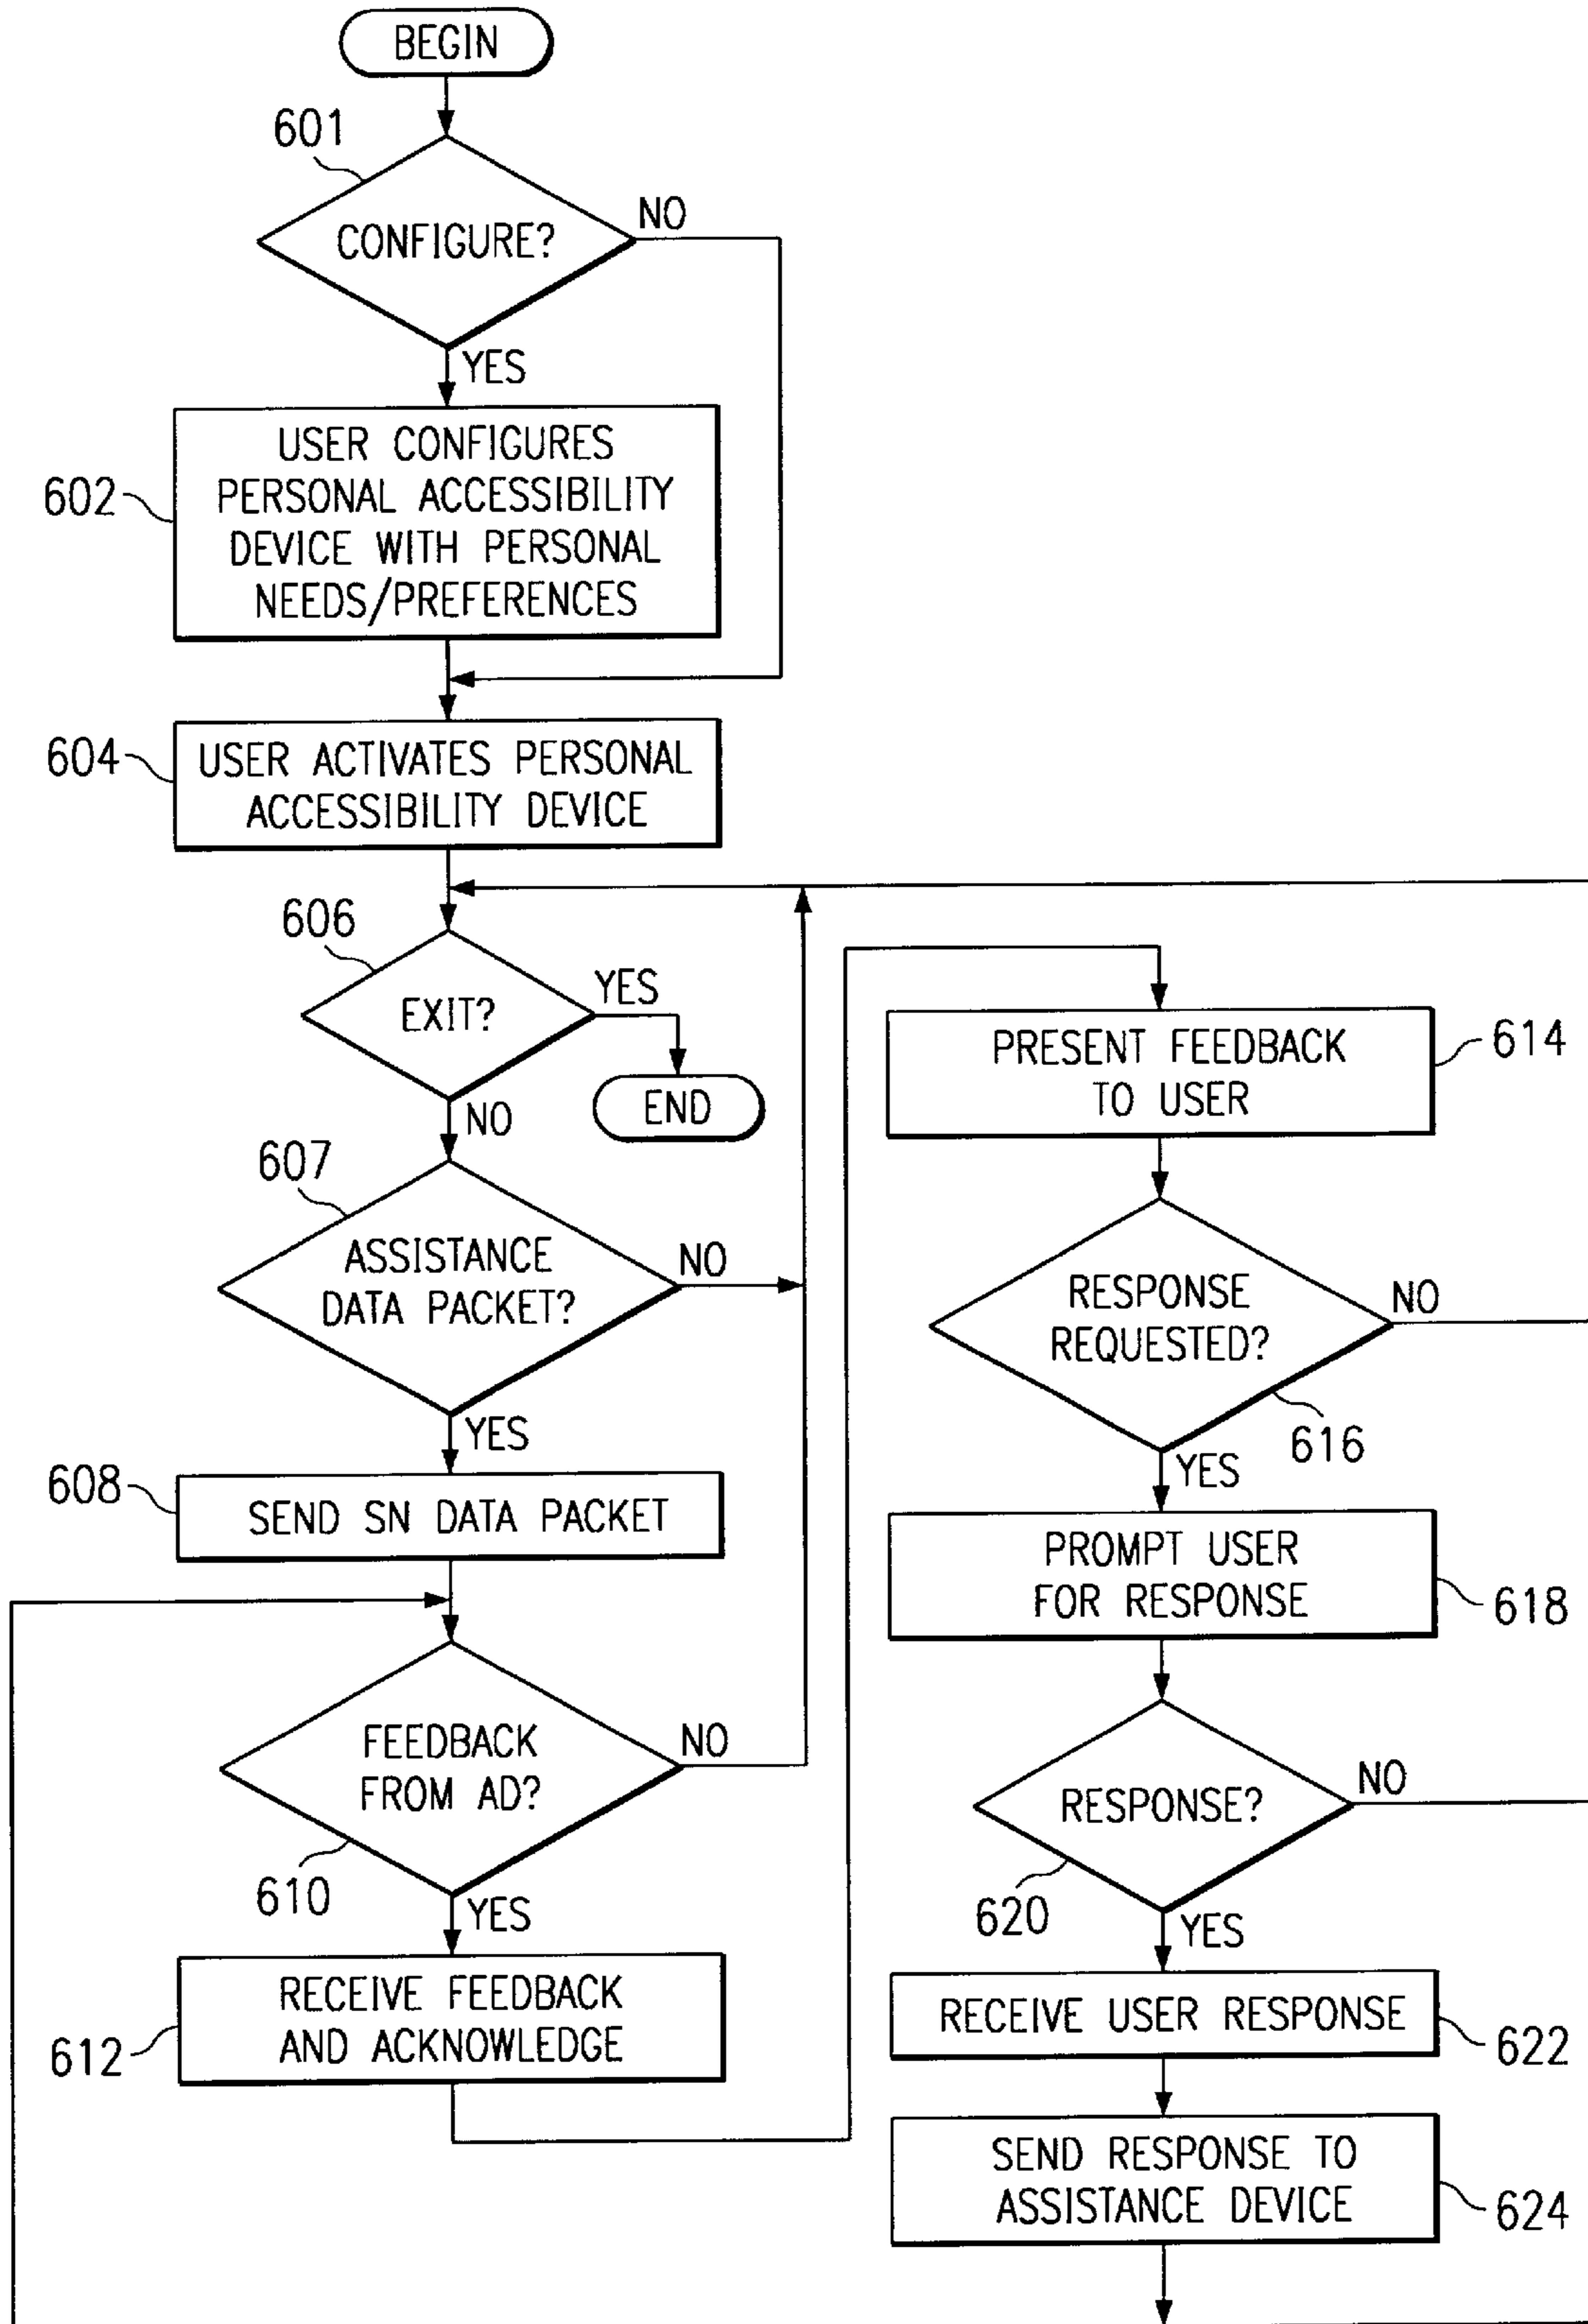 BEGIN
601
CONFIGURE?
NO
YES
602
USER CONFIGURES
PERSONAL ACCESSIBILITY
DEVICE WITH PERSONAL
NEEDS/PREFERENCES
604
USER ACTIVATES PERSONAL
ACCESSIBILITY DEVICE
606
EXIT?
YES
END
NO
607
ASSISTANCE
DATA PACKET?
NO
YES
608
SEND SN DATA PACKET
FEEDBACK
FROM AD?
NO
610
YES
RECEIVE FEEDBACK
AND ACKNOWLEDGE
612
PRESENT FEEDBACK
TO USER
614
RESPONSE
REQUESTED?
NO
616
YES
PROMPT USER
FOR RESPONSE
618
RESPONSE?
NO
620
YES
RECEIVE USER RESPONSE
622
SEND RESPONSE TO
ASSISTANCE DEVICE
624